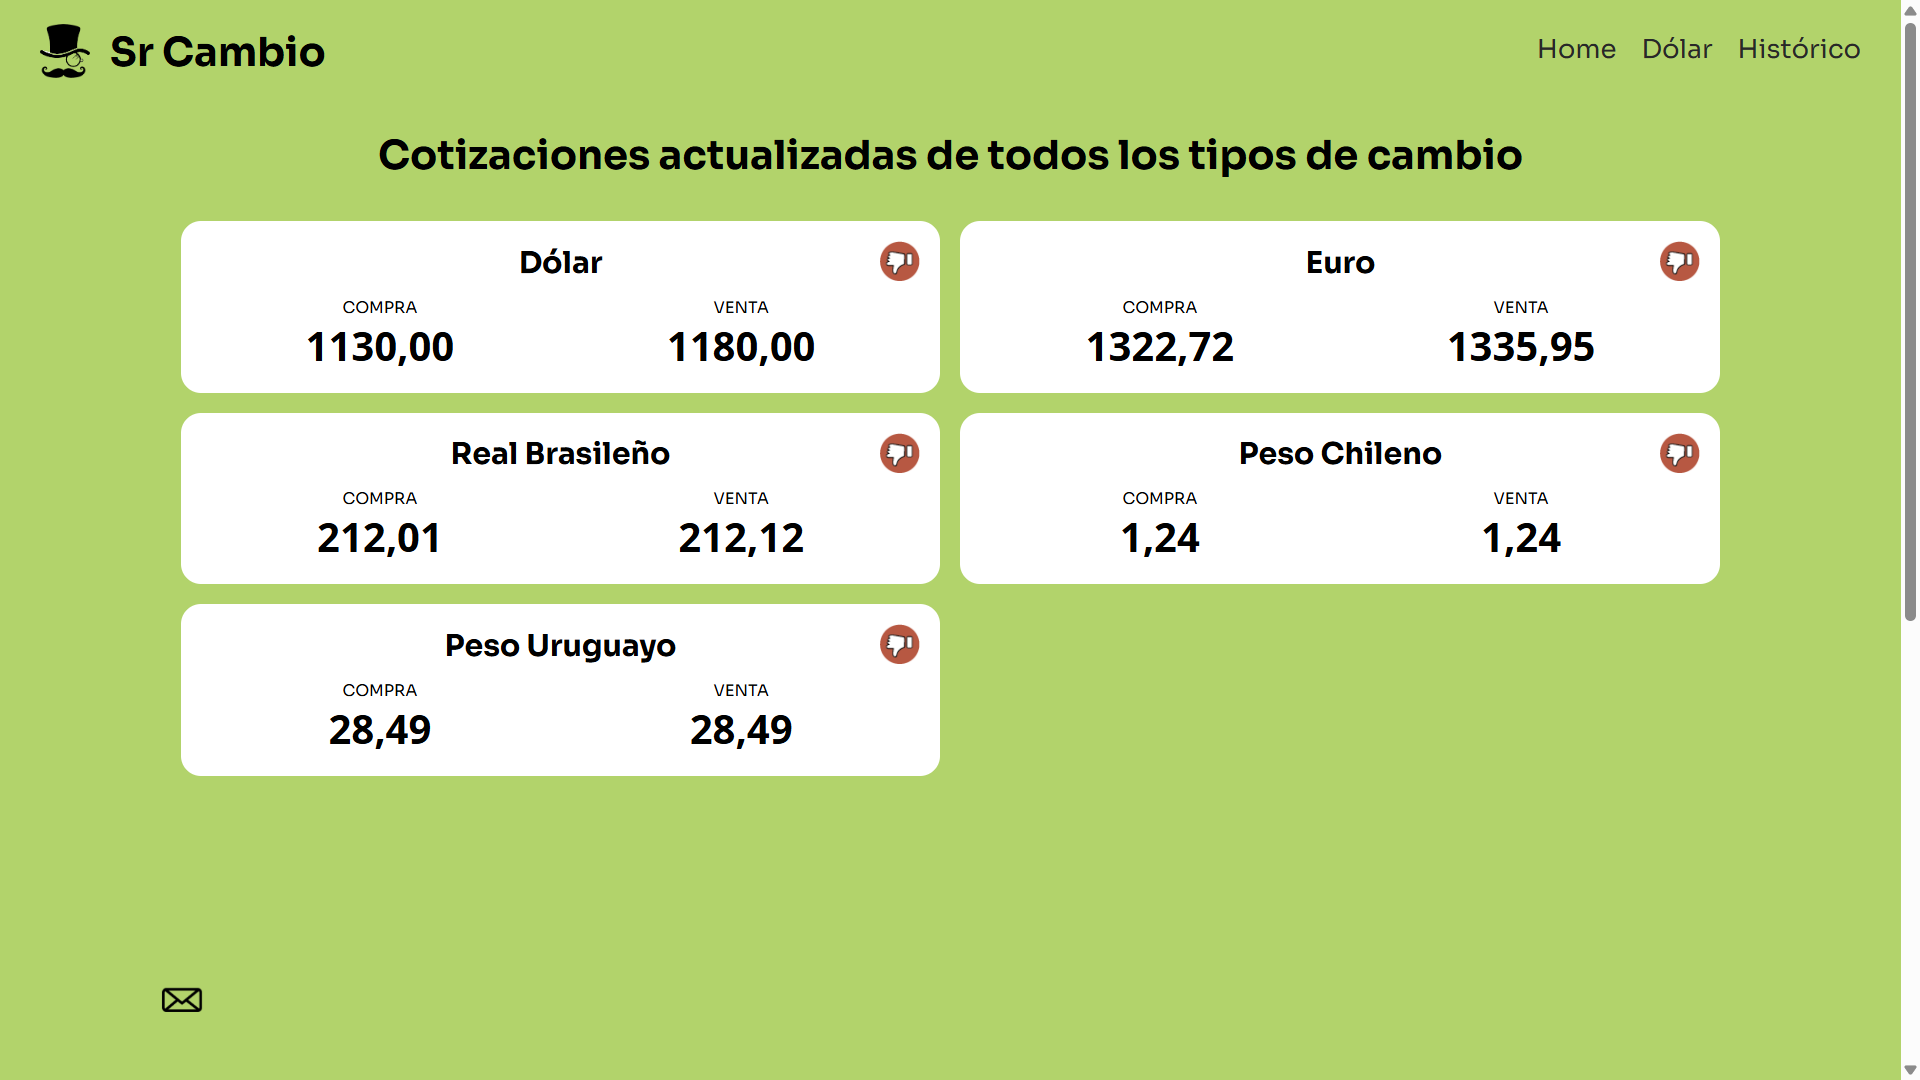 Sr Cambio
Home Dólar Histórico
Cotizaciones actualizadas de todos los tipos de cambio
Dólar
COMPRA VENTA
1130,00 1180,00
Euro
COMPRA VENTA
1322,72 1335,95
Real Brasileño
COMPRA VENTA
212,01 212,12
Peso Chileno
COMPRA VENTA
1,24 1,24
Peso Uruguayo
COMPRA VENTA
28,49 28,49